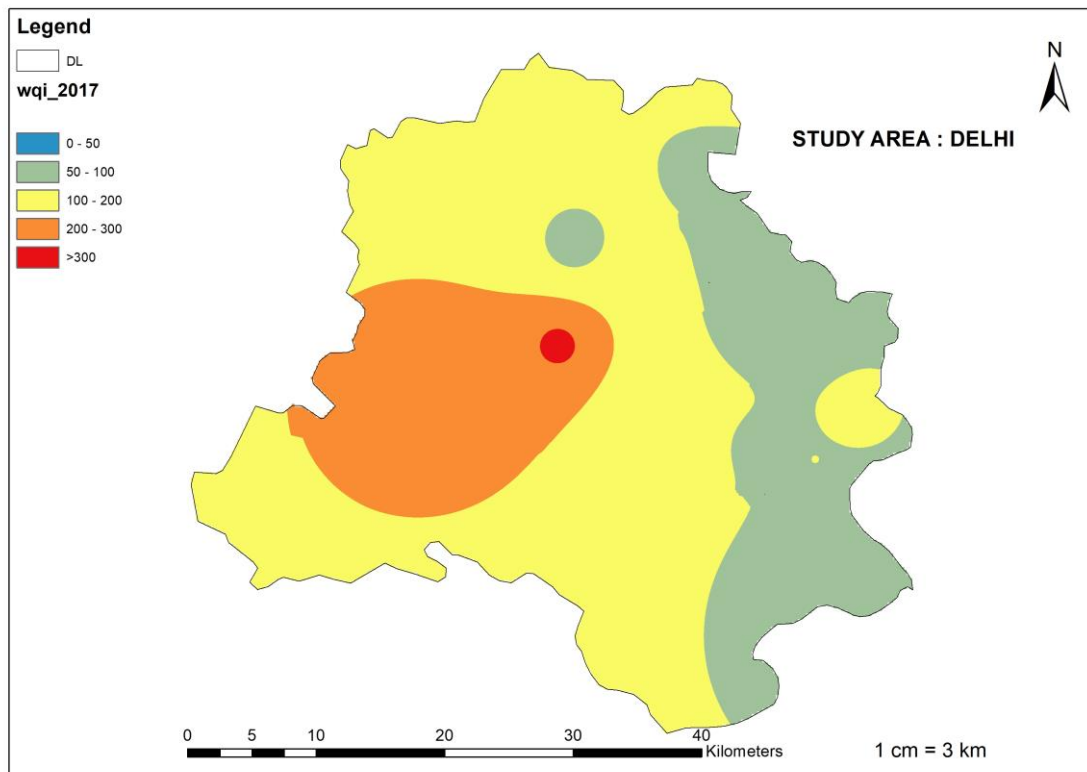 Legend
DL
wqi_2017
0 - 50
50 - 100
100 - 200
200 - 300
>300
N
STUDY AREA : DELHI
0 5 10 20 30 40
Kilometers
1 cm = 3 km